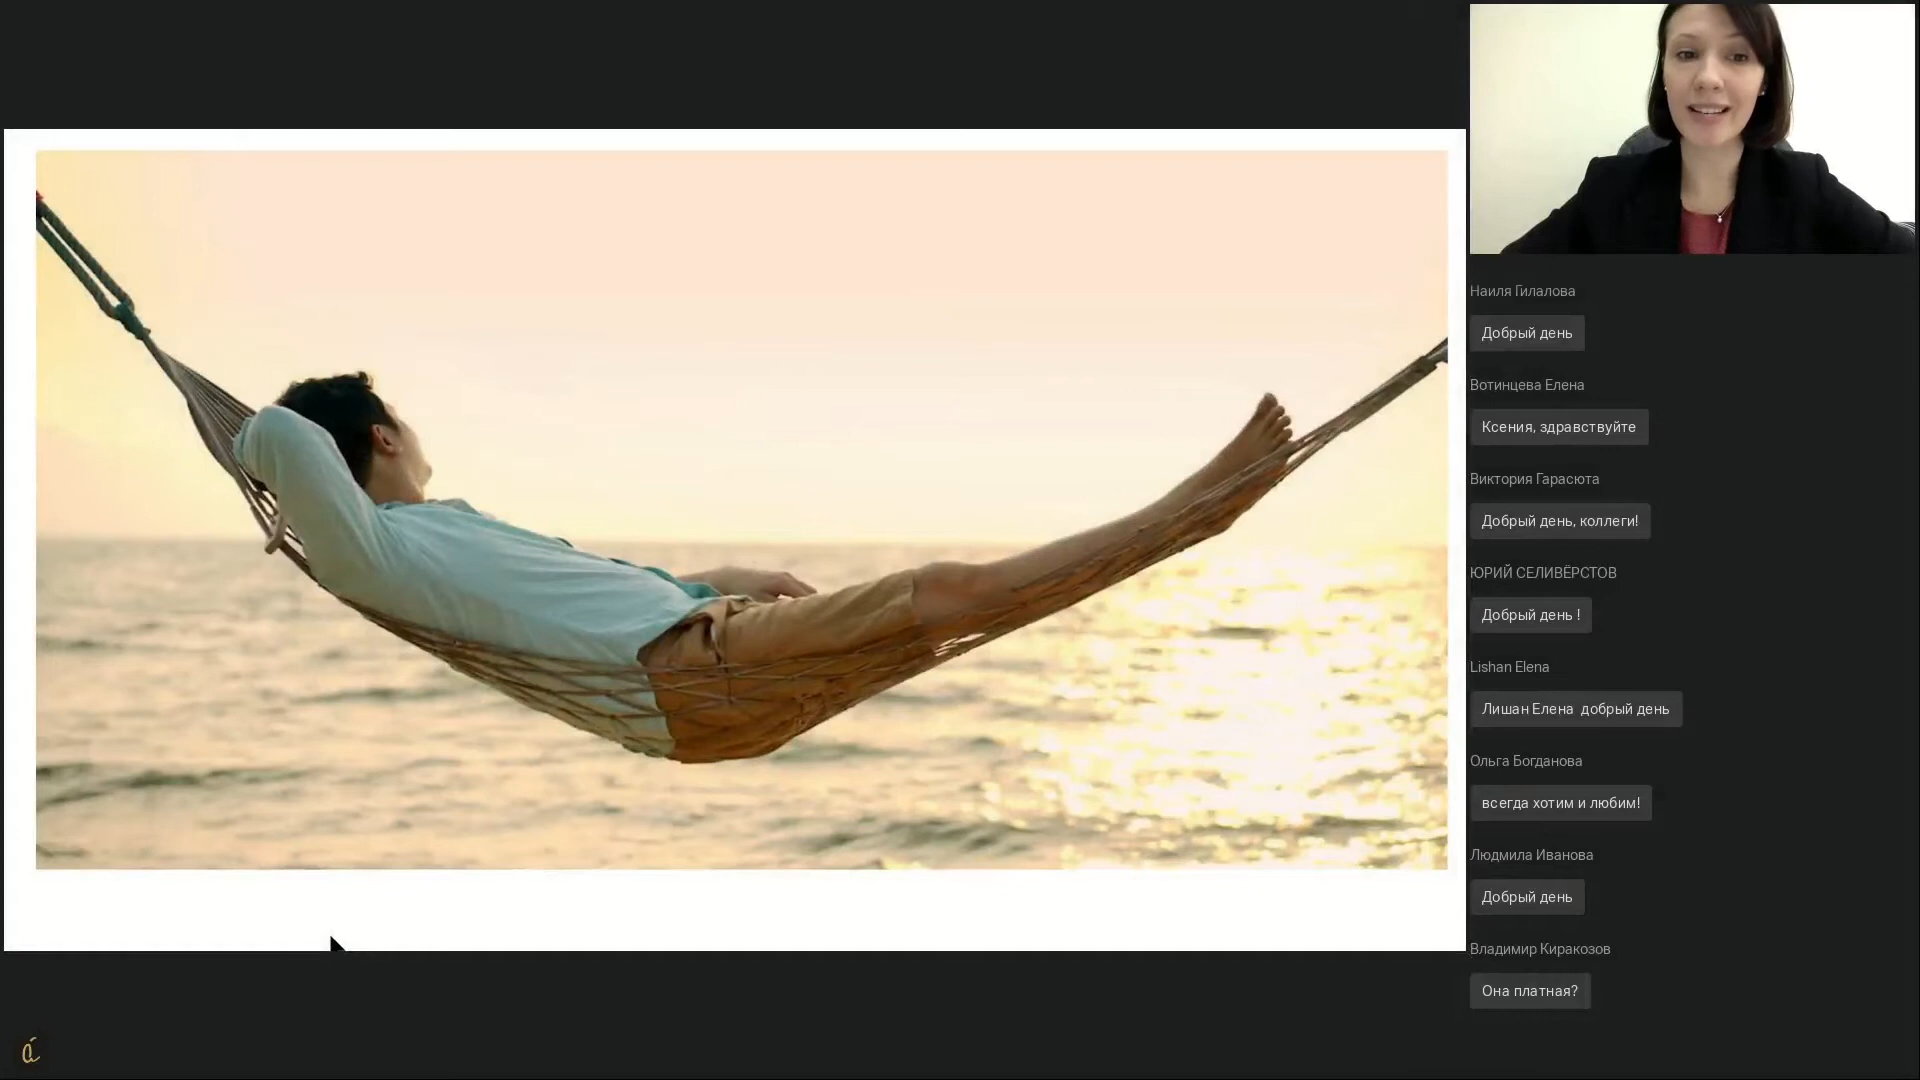 Наиля Гилалова
Добрый день
Вотинцева Елена
Ксения, здравствуйте
Виктория Гарасюта
Добрый день, коллеги!
ЮРИЙ СЕЛИВЁРСТОВ
Добрый день !
Lishan Elena
Лишан Елена добрый день
Ольга Богданова
всегда хотим и любим!
Людмила Иванова
Добрый день
Владимир Киракозов
Она платная?
á